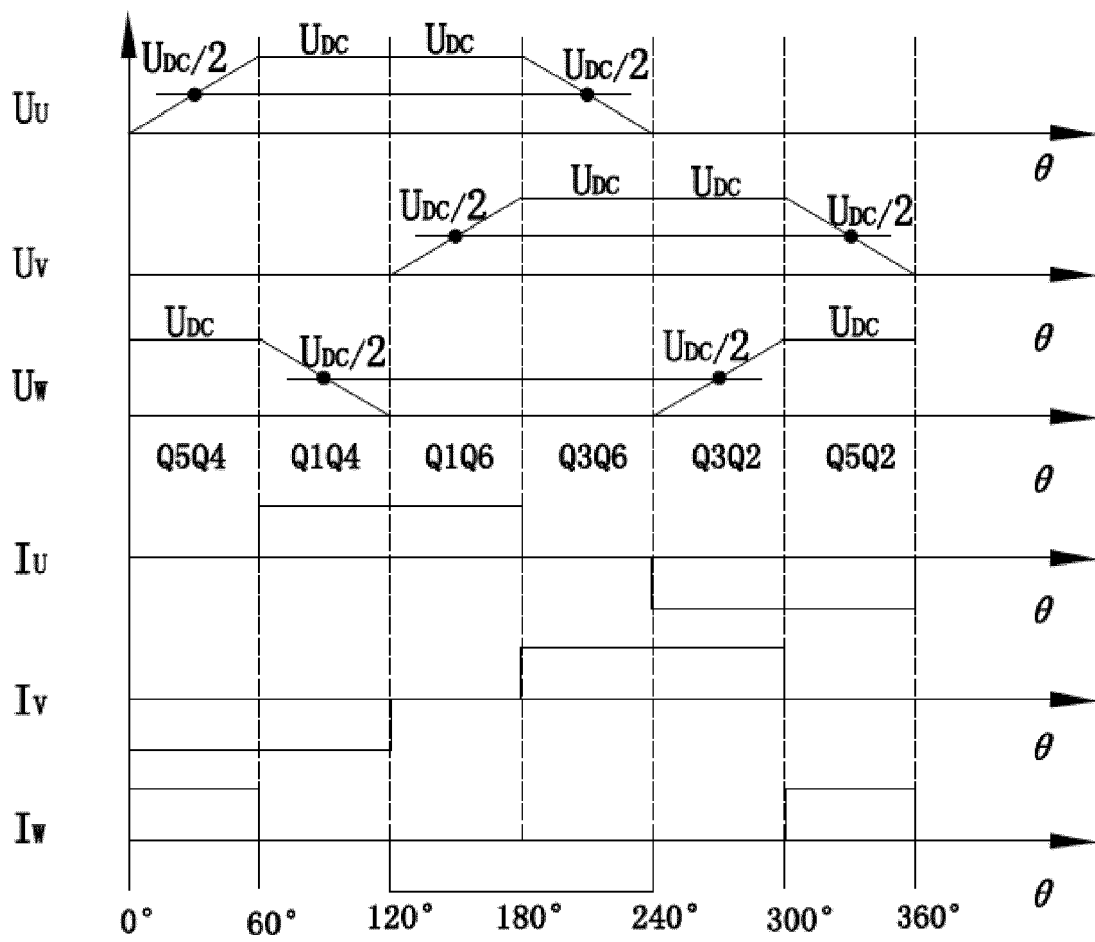 UDC UDC
UDC/2 UDC/2
UU
θ
UDC UDC
UDC/2 UDC/2
UV
θ
UDC UDC
UDC/2 UDC/2
UW
Q5Q4 Q1Q4 Q1Q6 Q3Q6 Q3Q2 Q5Q2
θ
IU
θ
IV
θ
IW
θ
0° 60° 120° 180° 240° 300° 360°